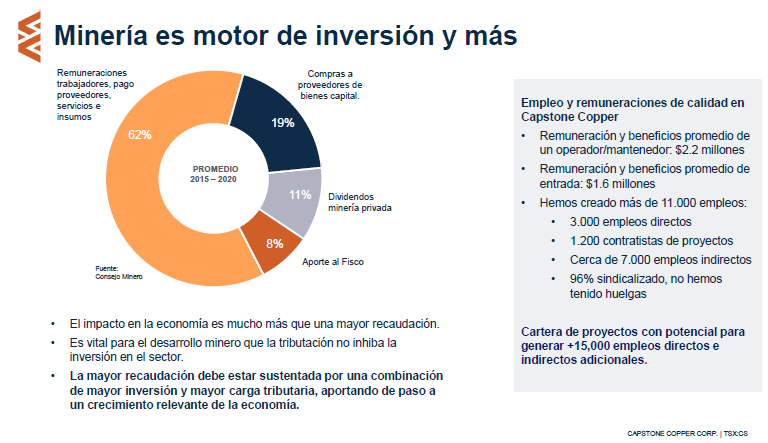 Minería es motor de inversión y más
Remuneraciones
trabajadores, pago
proveedores,
servicios e
insumos
62%
Compras a
proveedores de
bienes capital.
19%
PROMEDIO
2015 – 2020
11%
Dividendos
minería privada
8%
Aporte al Fisco
Fuente:
Consejo Minero
• El impacto en la economía es mucho más que una mayor recaudación.
• Es vital para el desarrollo minero que la tributación no inhiba la
inversión en el sector.
• La mayor recaudación debe estar sustentada por una combinación
de mayor inversión y mayor carga tributaria, aportando de paso a
un crecimiento relevante de la economía.
Empleo y remuneraciones de calidad en
Capstone Copper
• Remuneración y beneficios promedio de
un operador/mantenedor: $2.2 millones
• Remuneración y beneficios promedio de
entrada: $1.6 millones
• Hemos creado más de 11.000 empleos:
• 3.000 empleos directos
• 1.200 contratistas de proyectos
• Cerca de 7.000 empleos indirectos
• 96% sindicalizado, no hemos
tenido huelgas
Cartera de proyectos con potencial para
generar +15,000 empleos directos e
indirectos adicionales.
CAPSTONE COPPER CORP. | TSX:CS